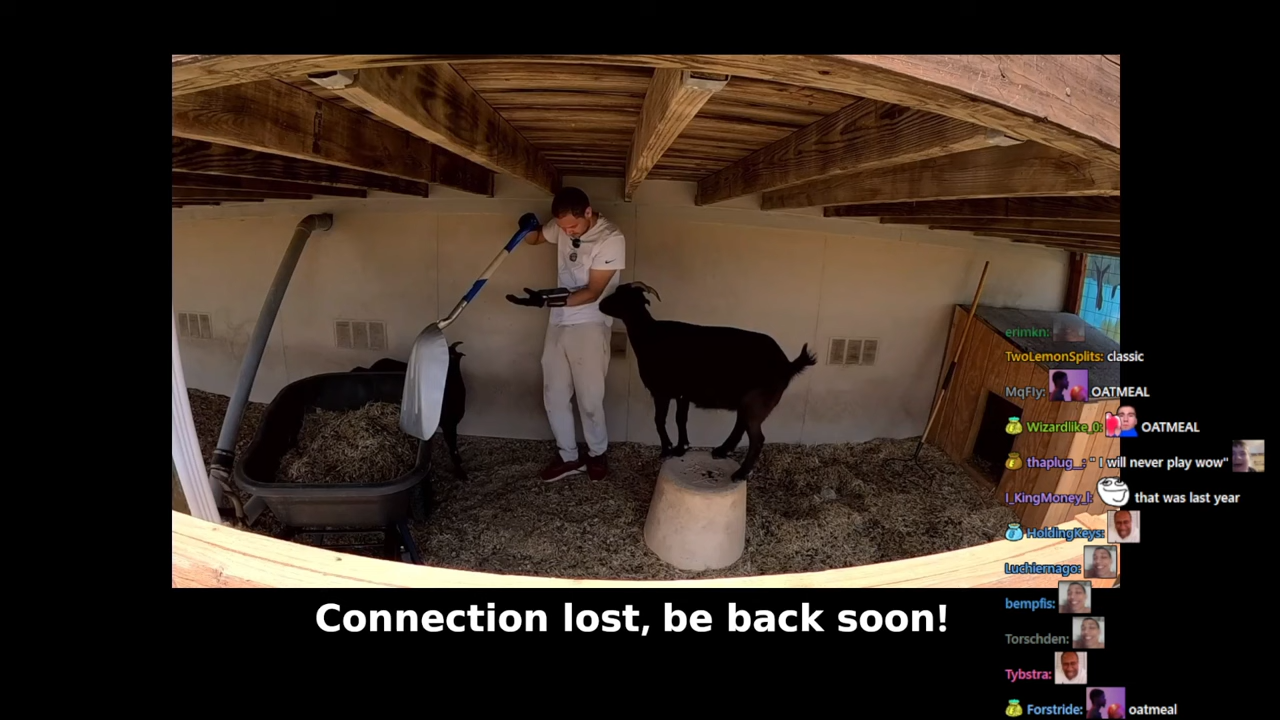 erimkn:
TwoLemonSplits: classic
MqFly: OATMEAL
Wizardlike_0: OATMEAL
thaplug_: " I will never play wow"
I_KingMoney_I: that was last year
HoldingKeys:
Luchiernago:
bempfis:
Torschden:
Tybstra:
Forstride: oatmeal
Connection lost, be back soon!